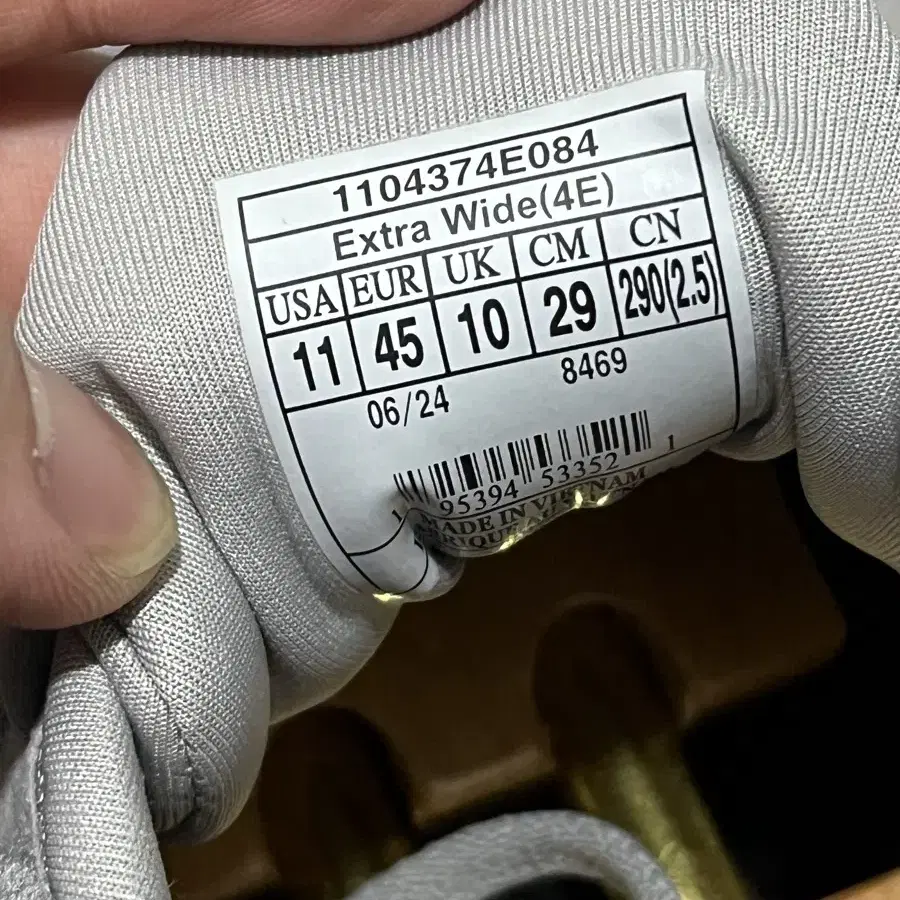 1104374E084
Extra Wide(4E)
USA EUR UK CM CN
11 45 10 29 290(2.5)
06/24 8469
1 95394 53352 1
MADE IN VIETNAM